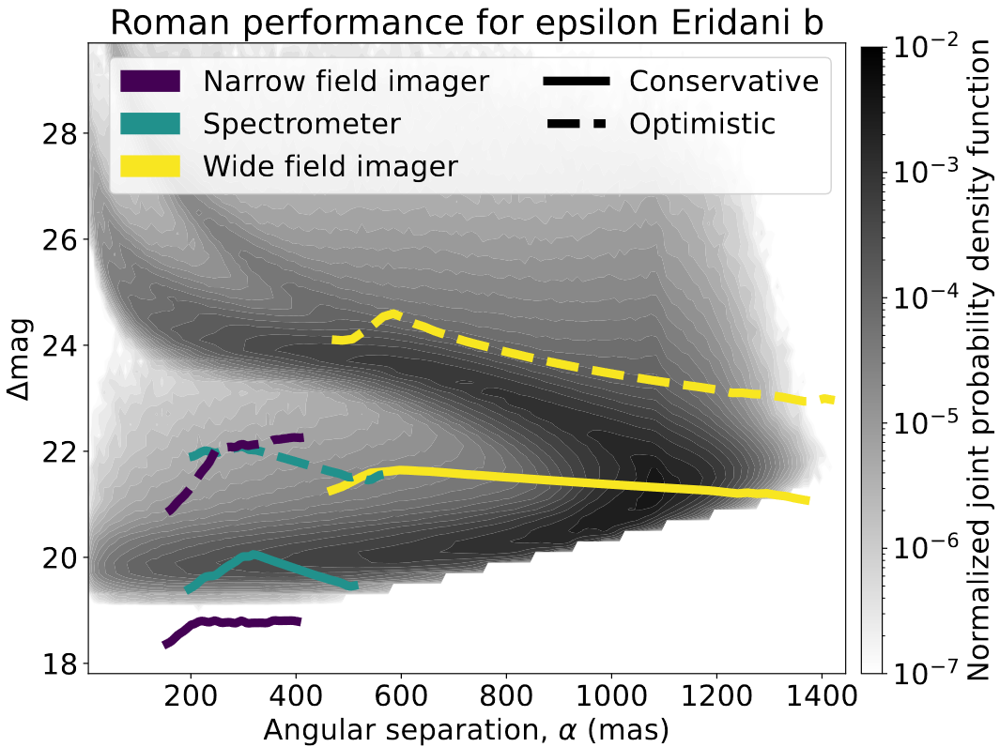 Roman performance for epsilon Eridani b
Narrow field imager
Spectrometer
Wide field imager
Conservative
Optimistic
28
26
24
22
20
18
Δmag
200 400 600 800 1000 1200 1400
Angular separation, α (mas)
10⁻²
10⁻³
10⁻⁴
10⁻⁵
10⁻⁶
10⁻⁷
Normalized joint probability density function